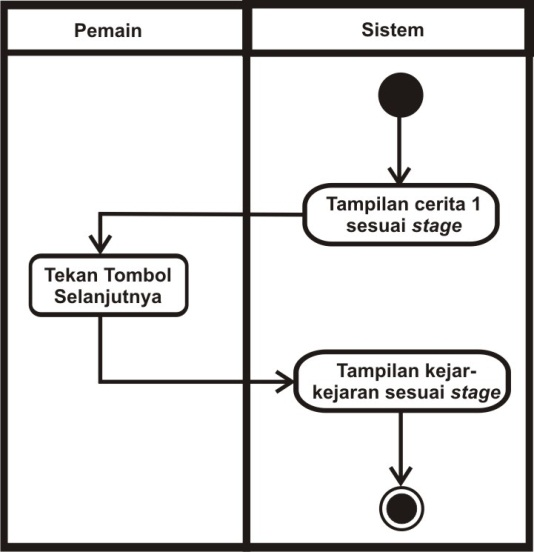 Pemain
Sistem
Tampilan cerita 1
sesuai stage
Tekan Tombol
Selanjutnya
Tampilan kejar-
kejaran sesuai stage